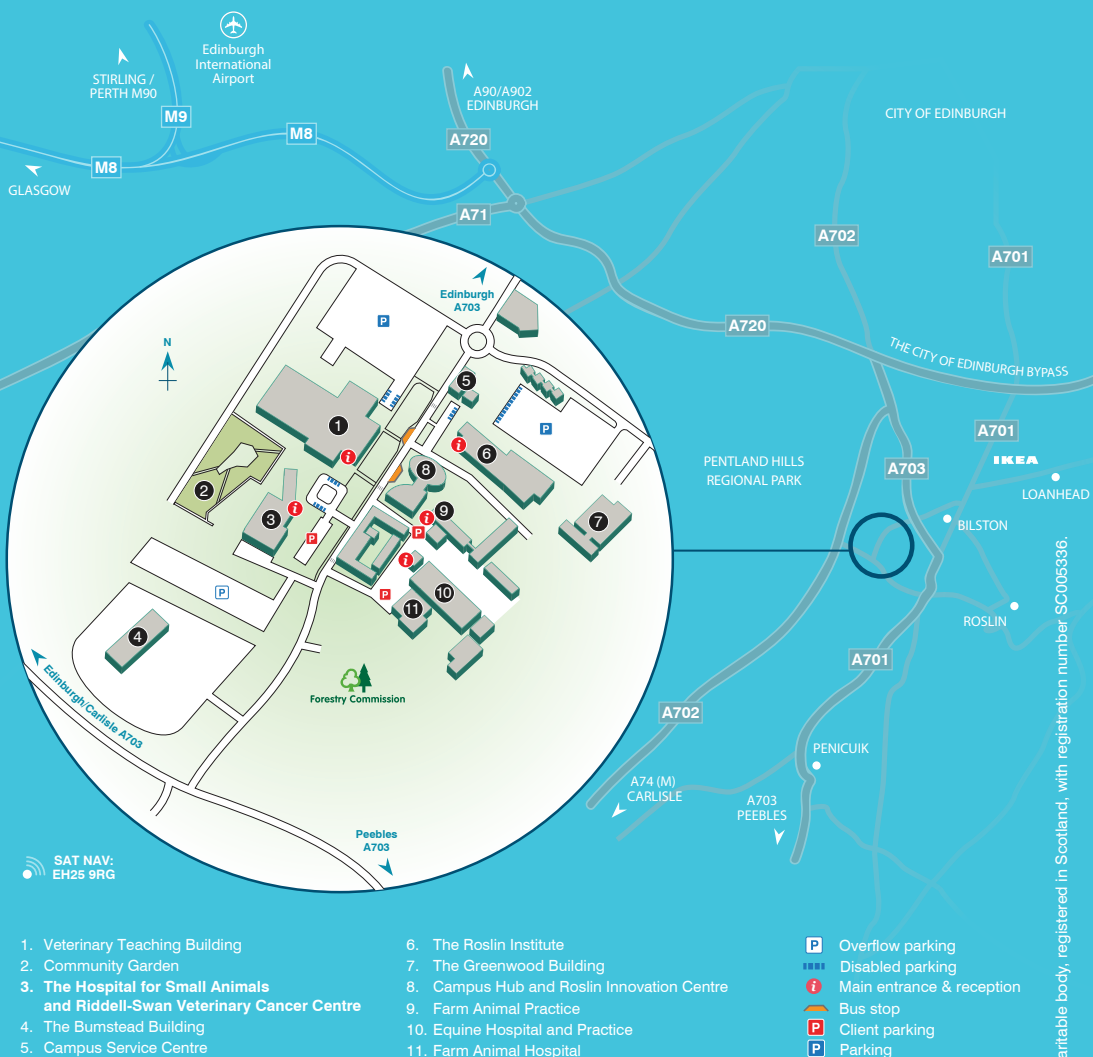 Edinburgh
International
Airport
STIRLING /
PERTH M90
M9
M8
M8
GLASGOW
A90/A902
EDINBURGH
A720
A71
CITY OF EDINBURGH
A702
A701
A720
THE CITY OF EDINBURGH BYPASS
A701
IKEA
A703
LOANHEAD
PENTLAND HILLS
REGIONAL PARK
BILSTON
ROSLIN
A701
A702
PENICUIK
A74 (M)
CARLISLE
A703
PEEBLES
Edinburgh
A703
N
P
5
1
i
i
6
P
8
2
3
i
i
9
7
P
P
i
10
P
P
11
4
Forestry Commission
Edinburgh/Carlisle A703
Peebles
A703
SAT NAV:
EH25 9RG
1. Veterinary Teaching Building
2. Community Garden
3. The Hospital for Small Animals
and Riddell-Swan Veterinary Cancer Centre
4. The Bumstead Building
5. Campus Service Centre
6. The Roslin Institute
7. The Greenwood Building
8. Campus Hub and Roslin Innovation Centre
9. Farm Animal Practice
10. Equine Hospital and Practice
11. Farm Animal Hospital
P Overflow parking
Disabled parking
i Main entrance & reception
Bus stop
P Client parking
P Parking
aritable body, registered in Scotland, with registration number SC005336.